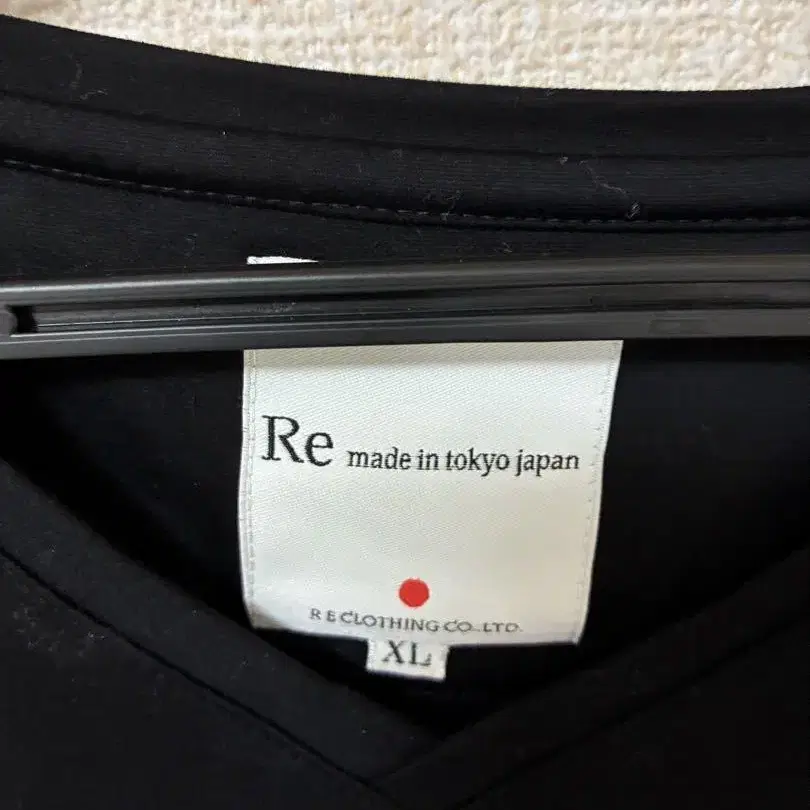 Re made in tokyo japan
R E CLOTHING CO.,LTD.
XL